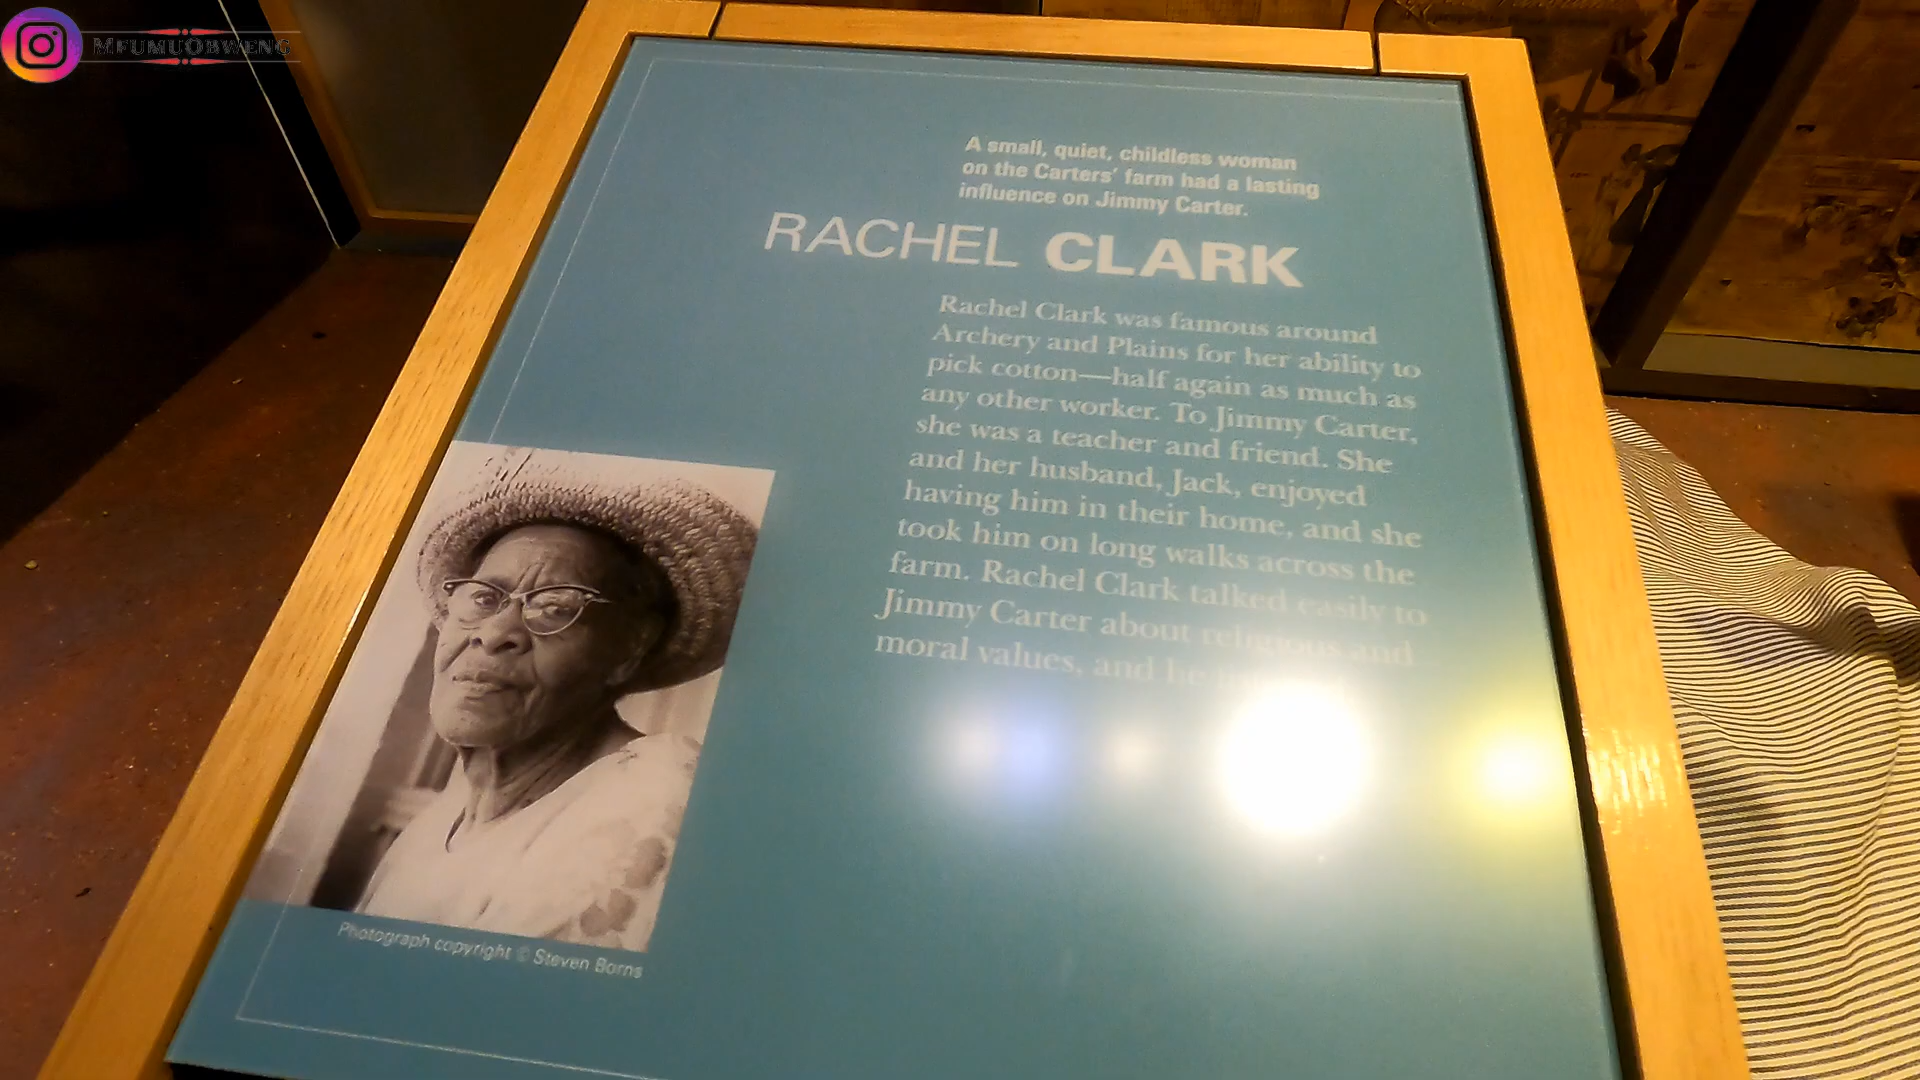 MFUMUOBWENG
A small, quiet, childless woman
on the Carters' farm had a lasting
influence on Jimmy Carter.
RACHEL CLARK
Rachel Clark was famous around
Archery and Plains for her ability to
pick cotton—half again as much as
any other worker. To Jimmy Carter,
she was a teacher and friend. She
and her husband, Jack, enjoyed
having him in their home, and she
took him on long walks across the
farm. Rachel Clark talked easily to
Jimmy Carter about religious and
moral values, and he
Photograph copyright © Steven Borns